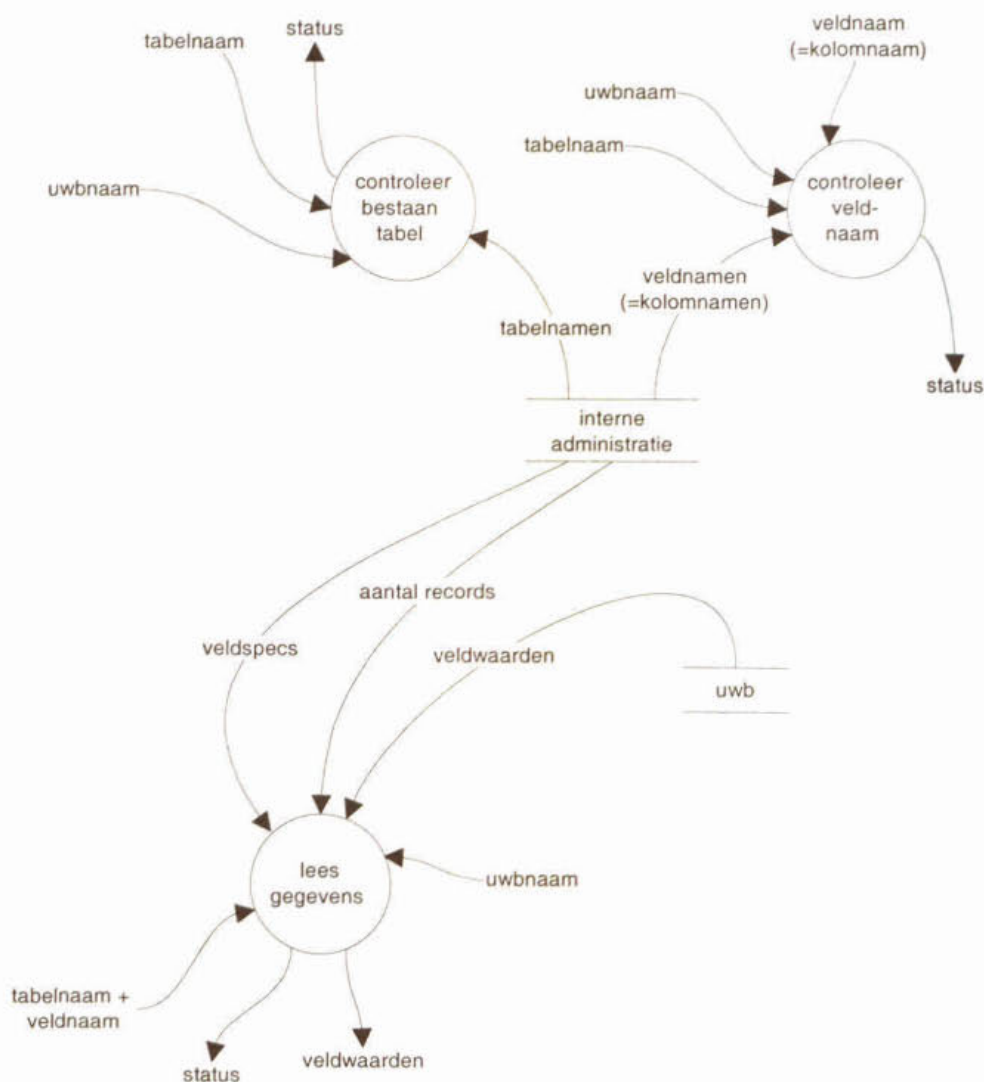 status
tabelnaam
veldnaam
(=kolomnaam)
uwbnaam
tabelnaam
uwbnaam
controleer
bestaan
tabel
controleer
veld-
naam
veldnamen
(=kolomnamen)
tabelnamen
status
interne
administratie
aantal records
veldspecs
veldwaarden
uwb
lees
gegevens
uwbnaam
tabelnaam +
veldnaam
status
veldwaarden